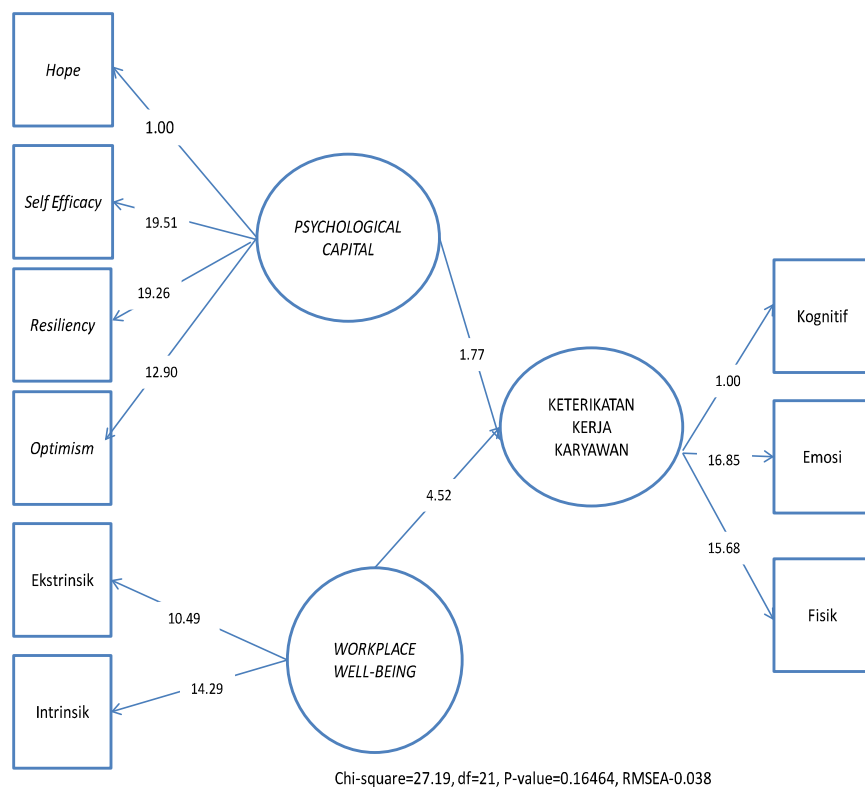 Hope
1.00
Self Efficacy
19.51
PSYCHOLOGICAL
CAPITAL
Resiliency
19.26
12.90
Optimism
1.77
KETERIKATAN
KERJA
KARYAWAN
Kognitif
1.00
16.85
Emosi
15.68
Fisik
4.52
Ekstrinsik
10.49
WORKPLACE
WELL-BEING
14.29
Intrinsik
Chi-square=27.19, df=21, P-value=0.16464, RMSEA-0.038